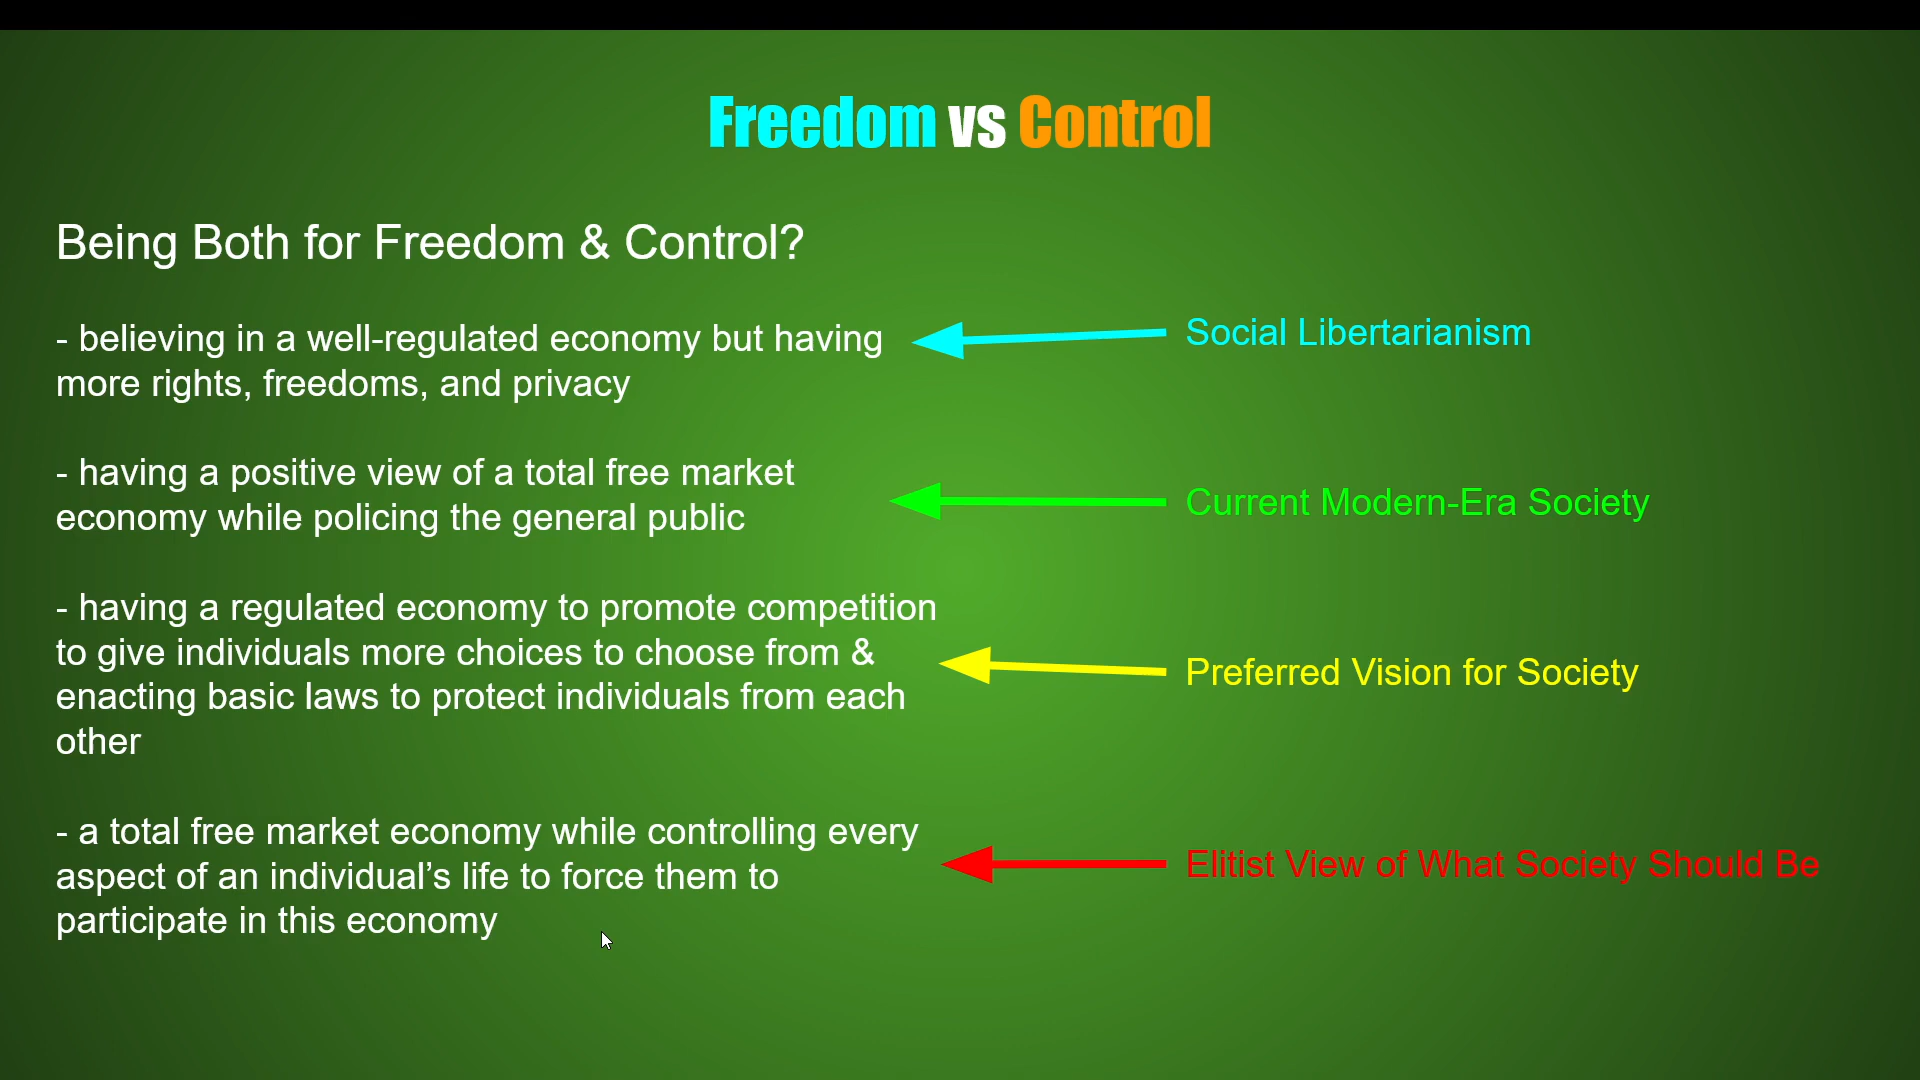 Freedom vs Control
Being Both for Freedom & Control?
- believing in a well-regulated economy but having
more rights, freedoms, and privacy
Social Libertarianism
- having a positive view of a total free market
economy while policing the general public
Current Modern-Era Society
- having a regulated economy to promote competition
to give individuals more choices to choose from &
enacting basic laws to protect individuals from each
other
Preferred Vision for Society
- a total free market economy while controlling every
aspect of an individual’s life to force them to
participate in this economy
Elitist View of What Society Should Be